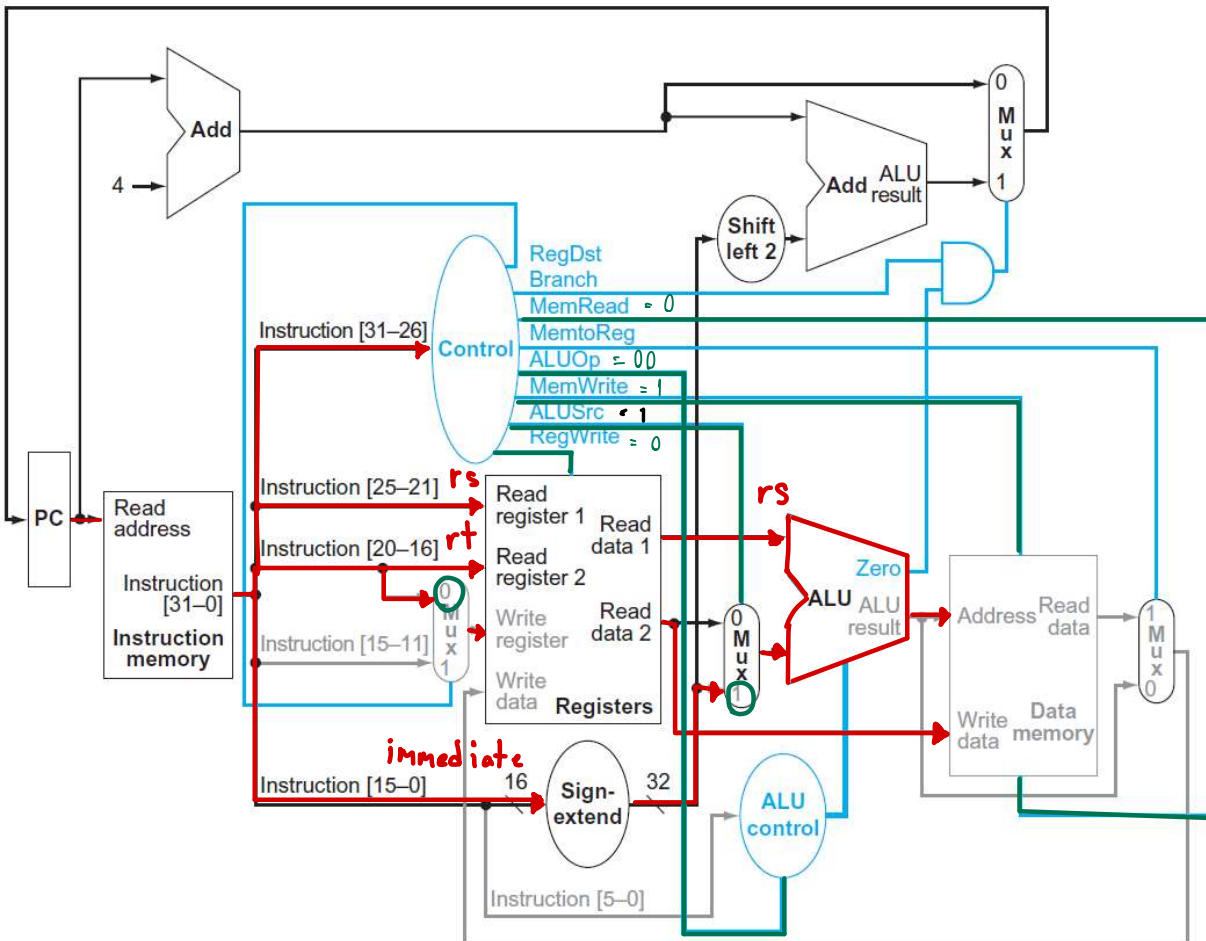 0
M
u
x
1
Add
4
Add
ALU
result
Shift
left 2
RegDst
Branch
MemRead = 0
MemtoReg
ALUOp = 00
MemWrite = 1
ALUSrc = 1
RegWrite = 0
Control
Instruction [31–26]
PC
Read
address
Instruction
[31–0]
Instruction
memory
Instruction [25–21]
rs
Instruction [20–16]
rt
0
M
u
x
1
Instruction [15–11]
Read
register 1
Read
register 2
Write
register
Write
data
Read
data 1
Read
data 2
Registers
rs
0
M
u
x
1
Zero
ALU
ALU
result
Address
Read
data
Write
data
Data
memory
1
M
u
x
0
immediate
Instruction [15–0]
16
Sign-
extend
32
ALU
control
Instruction [5–0]